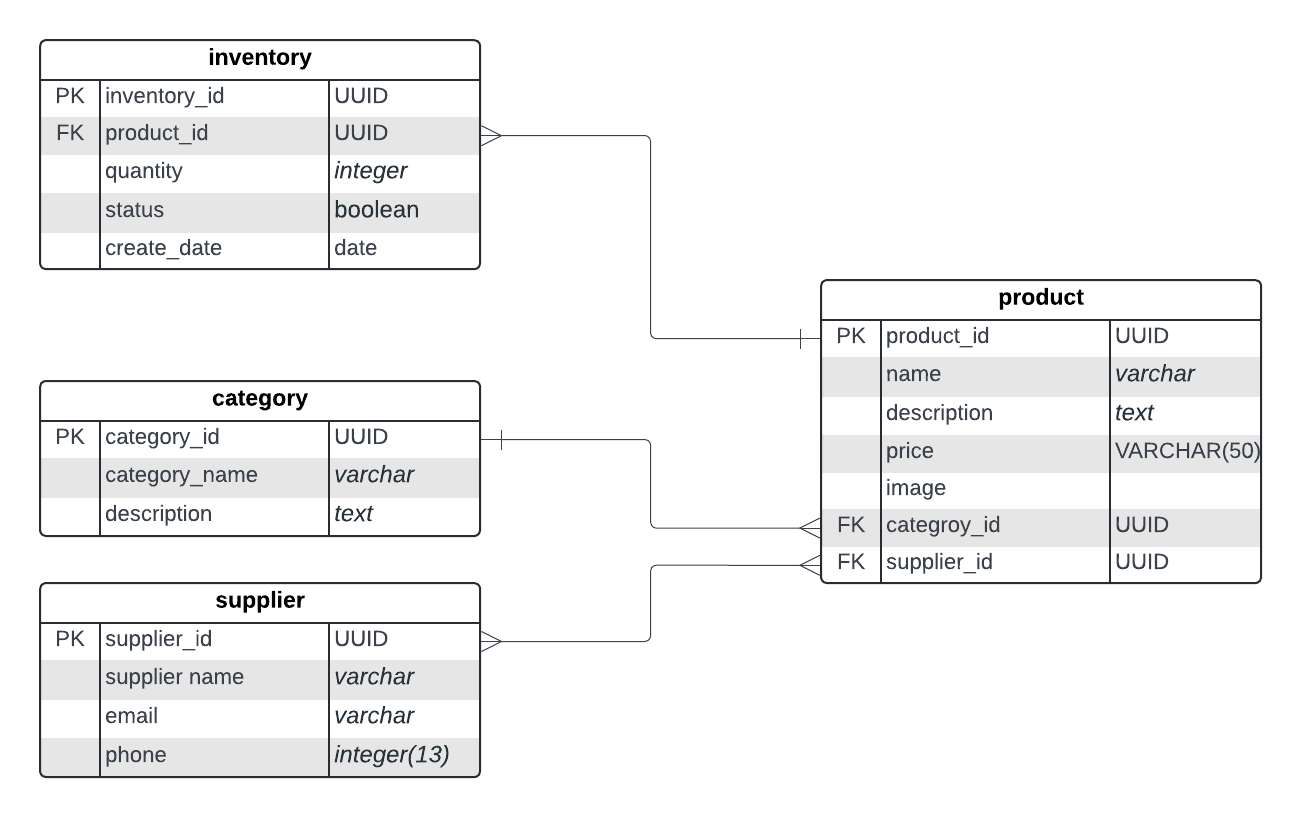 inventory
PK inventory_id UUID
FK product_id UUID
quantity integer
status boolean
create_date date
product
PK product_id UUID
name varchar
description text
price VARCHAR(50)
image
FK categroy_id UUID
FK supplier_id UUID
category
PK category_id UUID
category_name varchar
description text
supplier
PK supplier_id UUID
supplier name varchar
email varchar
phone integer(13)